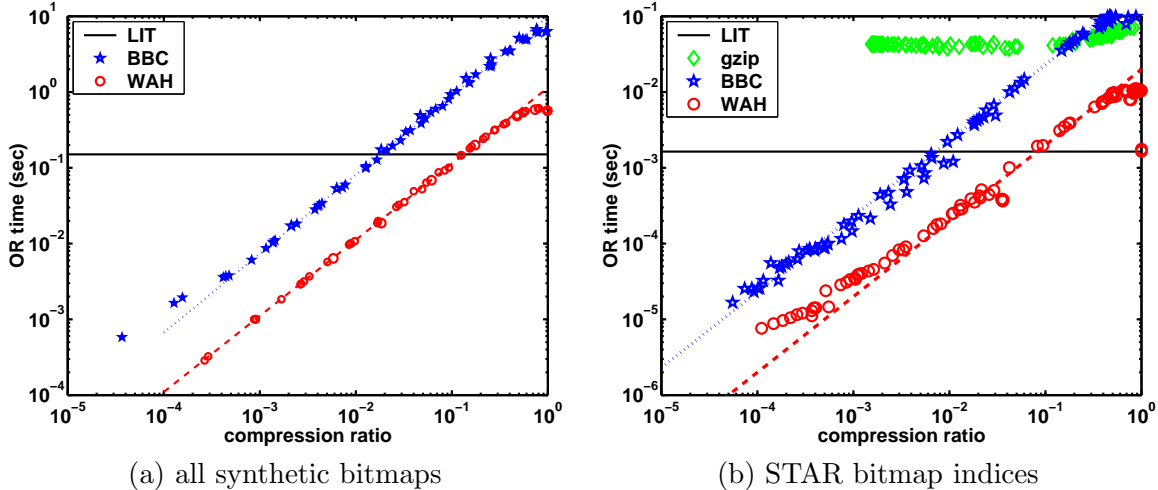 10^1
10^0
10^-1
10^-2
10^-3
10^-4
OR time (sec)
LIT
BBC
WAH
10^-5 10^-4 10^-3 10^-2 10^-1 10^0
compression ratio
(a) all synthetic bitmaps
10^-1
10^-2
10^-3
10^-4
10^-5
10^-6
OR time (sec)
LIT
gzip
BBC
WAH
10^-5 10^-4 10^-3 10^-2 10^-1 10^0
compression ratio
(b) STAR bitmap indices